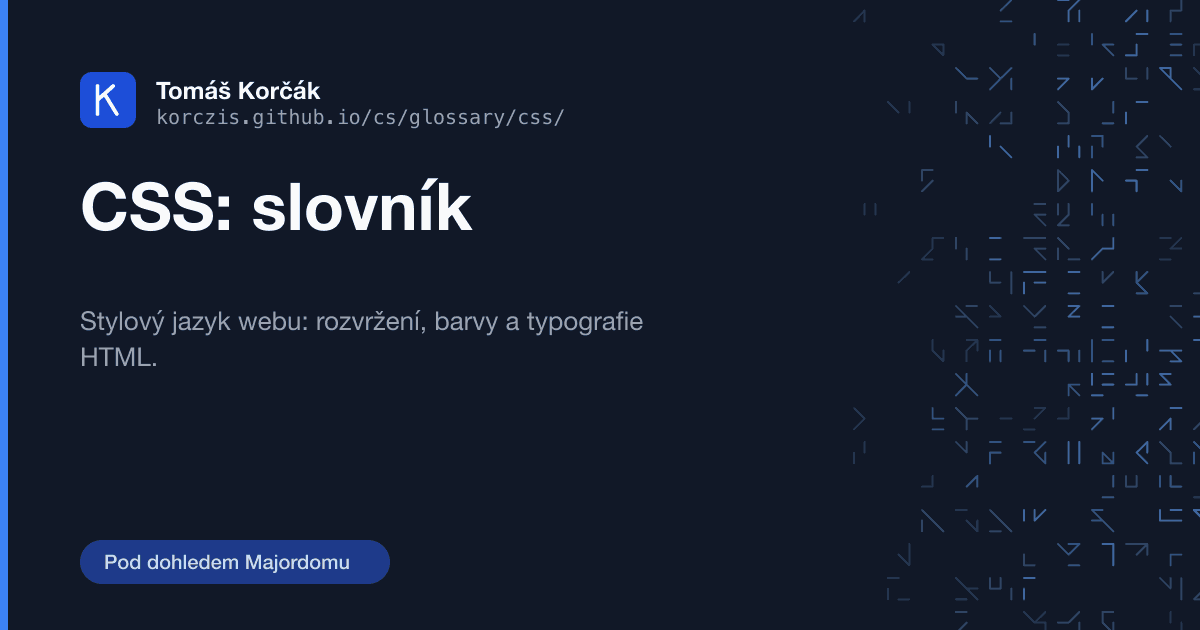 Tomáš Korčák
korczis.github.io/cs/glossary/css/
CSS: slovník
Stylový jazyk webu: rozvržení, barvy a typografie
HTML.
Pod dohledem Majordomu